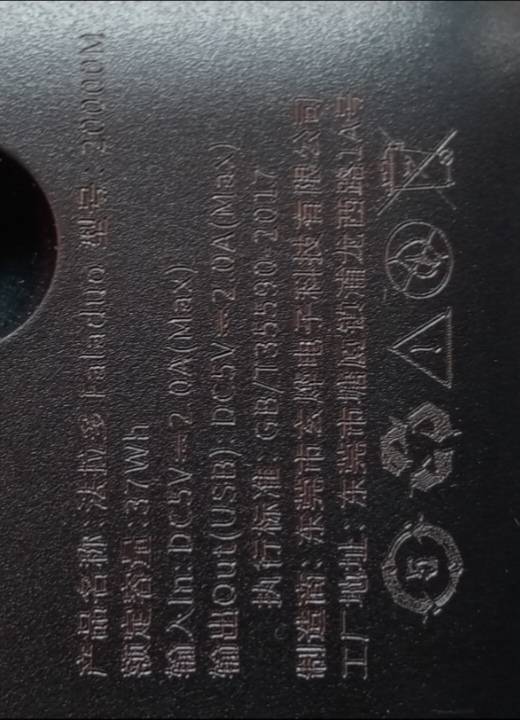 产品名称:法拉多 Faladuo 型号: 20000M
额定容量:37Wh
输入In:DC5V⎓2.0A(Max)
输出Out(USB):DC5V⎓2.0A(Max)
执行标准:GB/T35590-2017
制造商:东莞市玄烨电子科技有限公司
工厂地址:东莞市塘厦镇浦龙西路1A号
5